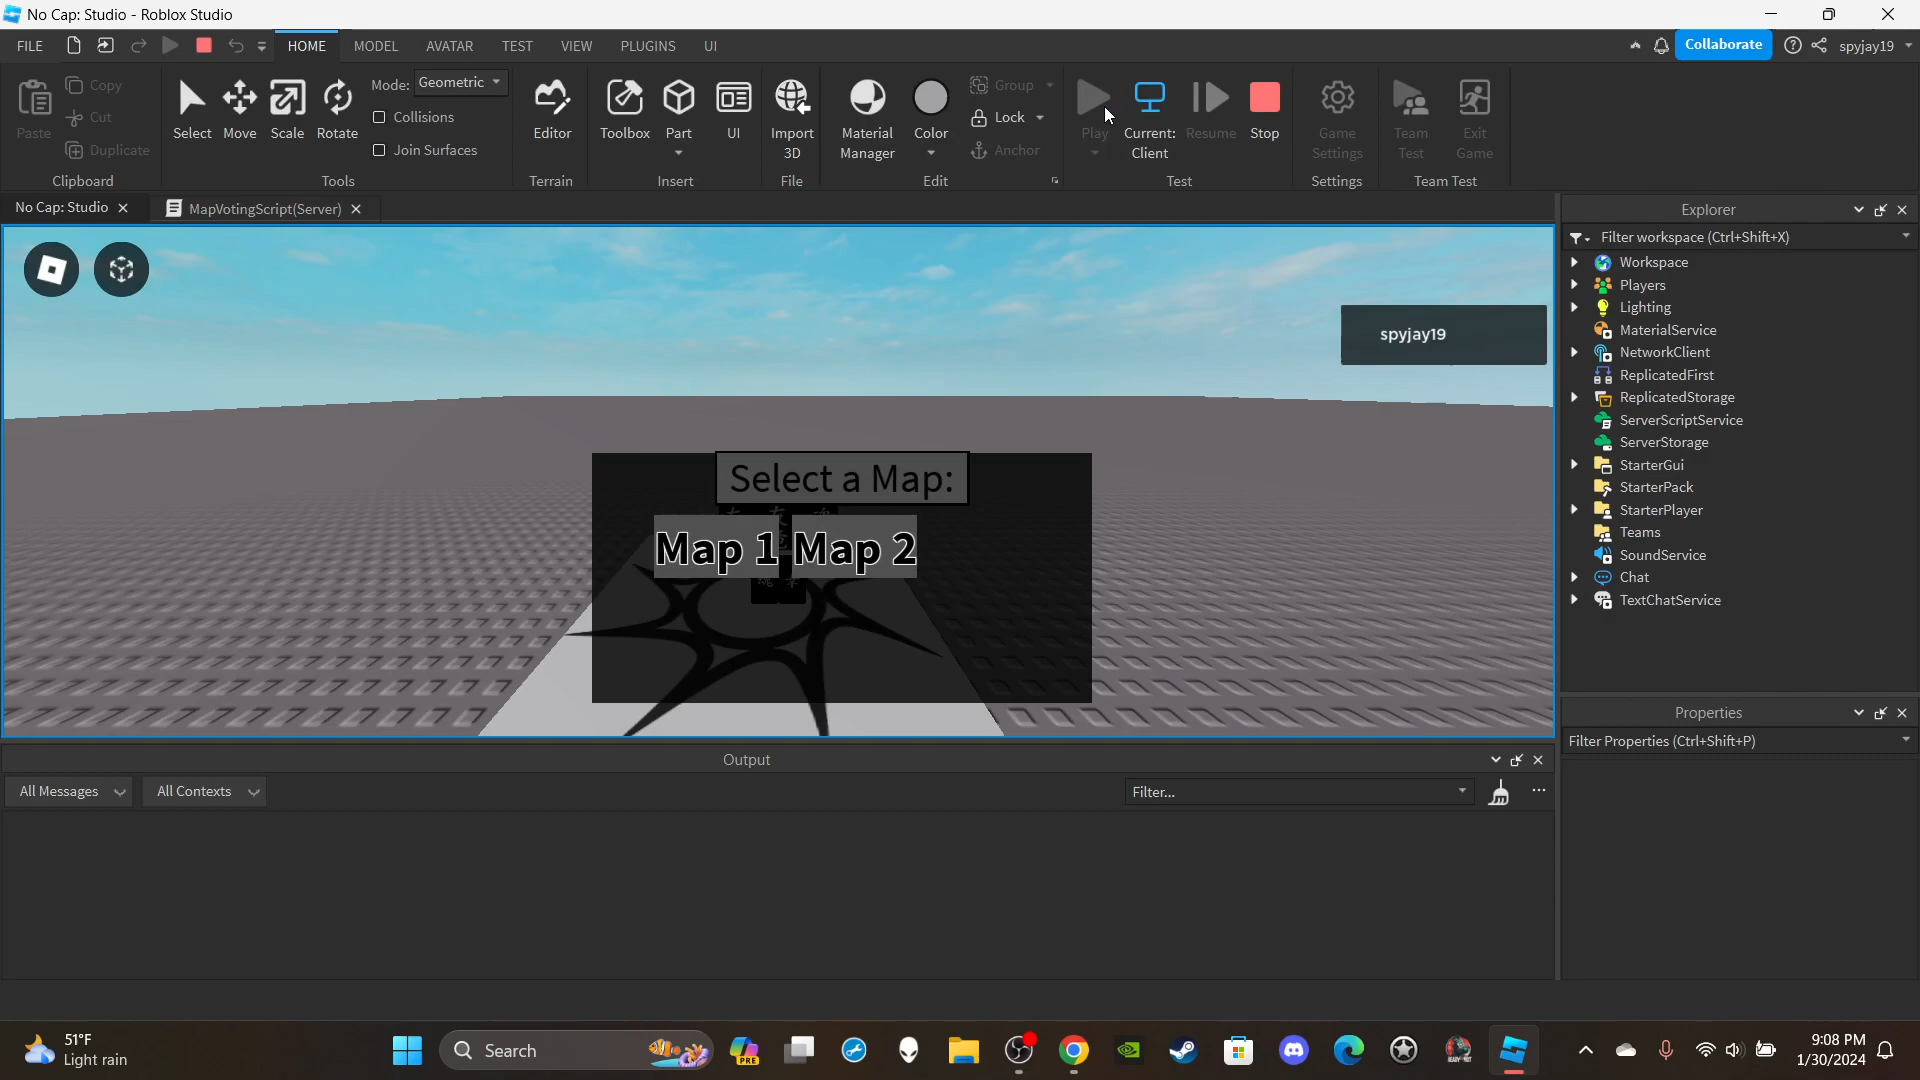 No Cap: Studio - Roblox Studio
FILE HOME MODEL AVATAR TEST VIEW PLUGINS UI Collaborate spyjay19
Paste Copy Cut Duplicate
Clipboard
Select Move Scale Rotate
Mode: Geometric
Collisions
Join Surfaces
Tools
Editor
Terrain
Toolbox Part UI
Insert
Import 3D
File
Material Manager Color
Group
Lock
Anchor
Edit
Play Current: Client Resume Stop
Test
Game Settings
Settings
Team Test Exit Game
Team Test
No Cap: Studio MapVotingScript(Server)
spyjay19
Select a Map:
Map 1 Map 2
Explorer
Filter workspace (Ctrl+Shift+X)
Workspace
Players
Lighting
MaterialService
NetworkClient
ReplicatedFirst
ReplicatedStorage
ServerScriptService
ServerStorage
StarterGui
StarterPack
StarterPlayer
Teams
SoundService
Chat
TextChatService
Properties
Filter Properties (Ctrl+Shift+P)
Output
All Messages All Contexts Filter...
51°F
Light rain
Search
PRE
9:08 PM
1/30/2024